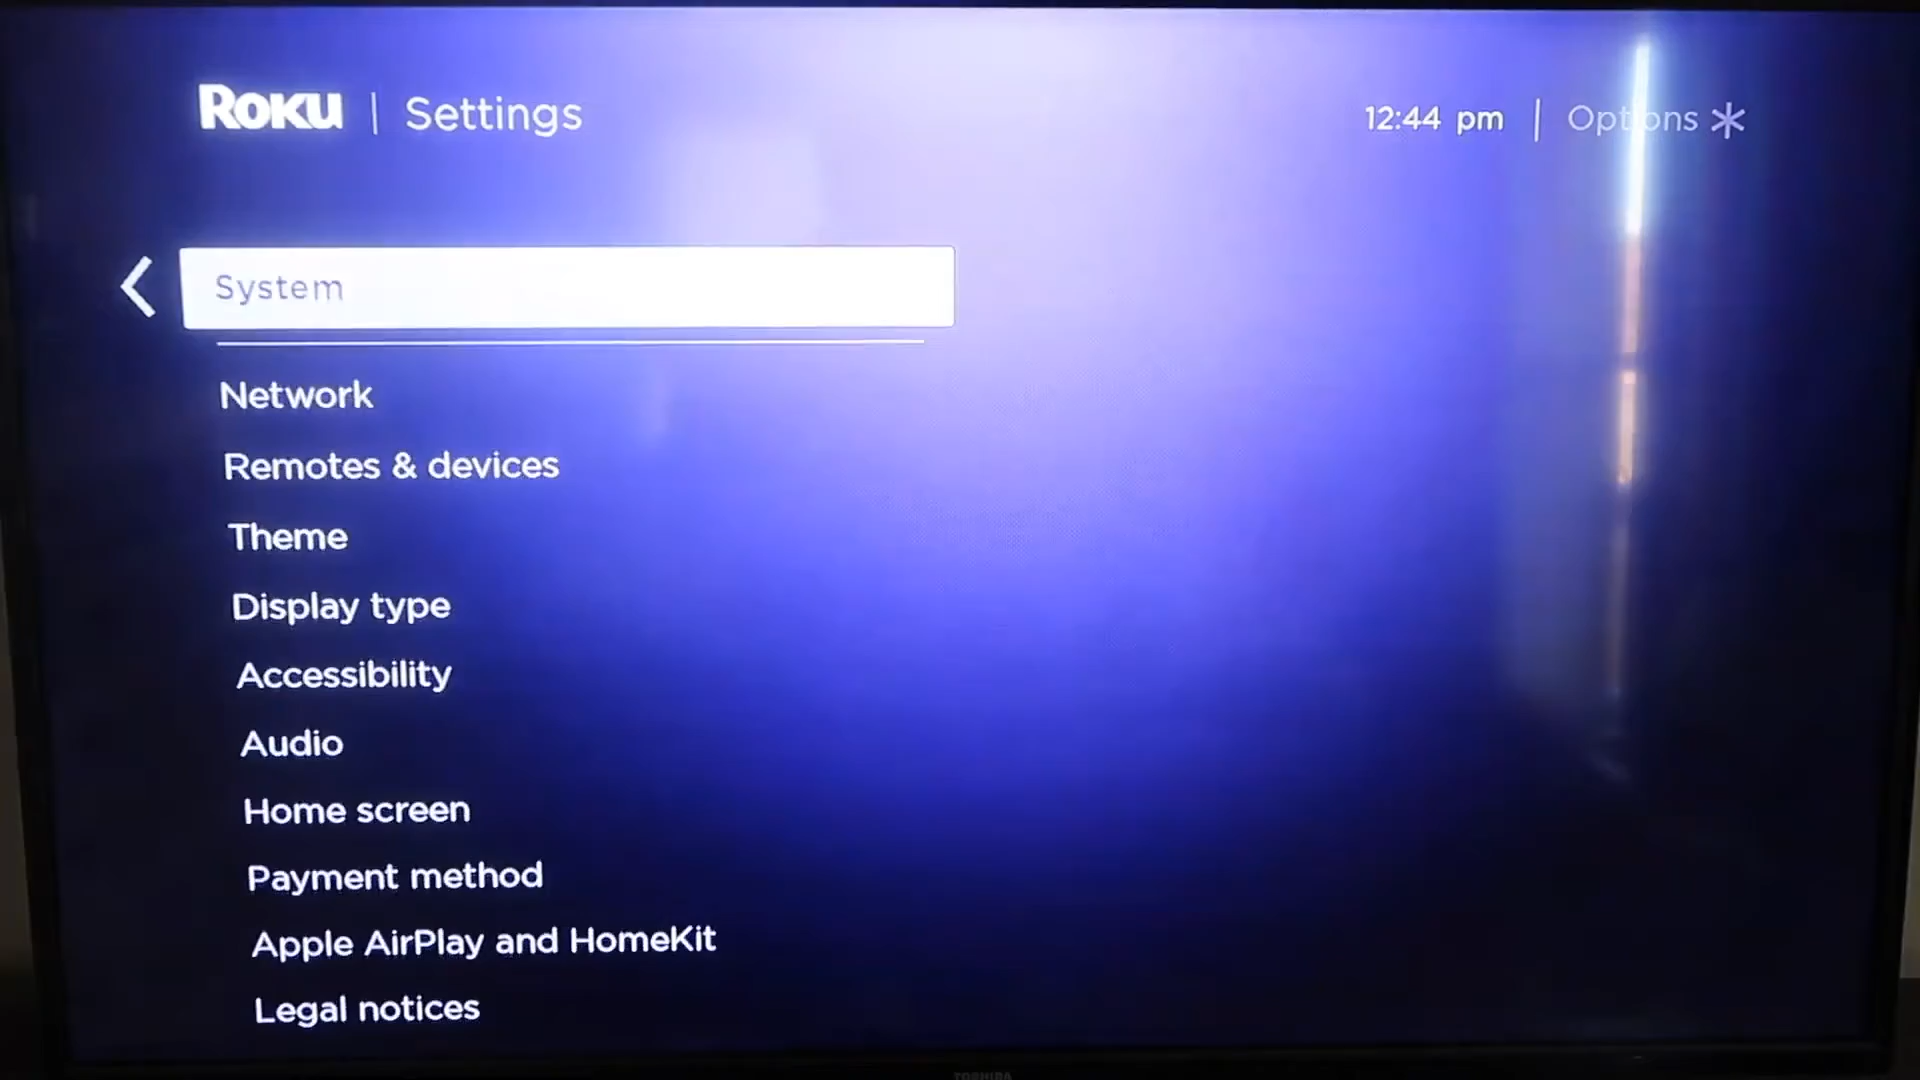 Roku | Settings
12:44 pm | Options *
System
Network
Remotes & devices
Theme
Display type
Accessibility
Audio
Home screen
Payment method
Apple AirPlay and HomeKit
Legal notices
TOSHIBA